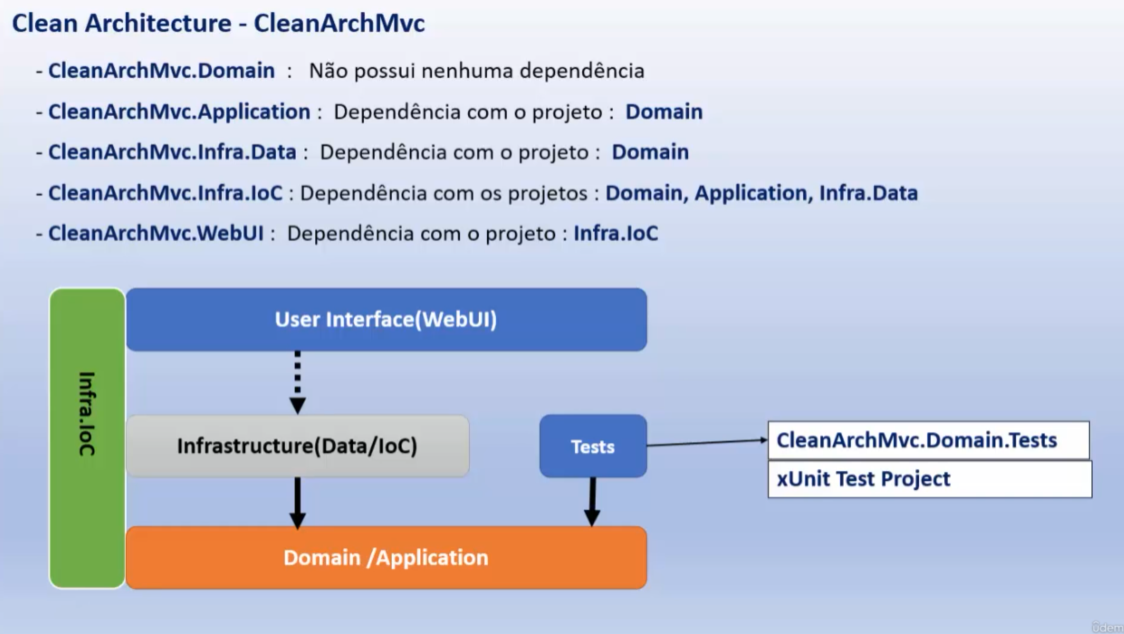 Clean Architecture - CleanArchMvc
- CleanArchMvc.Domain : Não possui nenhuma dependência
- CleanArchMvc.Application : Dependência com o projeto : Domain
- CleanArchMvc.Infra.Data : Dependência com o projeto : Domain
- CleanArchMvc.Infra.IoC : Dependência com os projetos : Domain, Application, Infra.Data
- CleanArchMvc.WebUI : Dependência com o projeto : Infra.IoC
User Interface(WebUI)
Infra.IoC
Infrastructure(Data/IoC)
Tests
CleanArchMvc.Domain.Tests
xUnit Test Project
Domain /Application